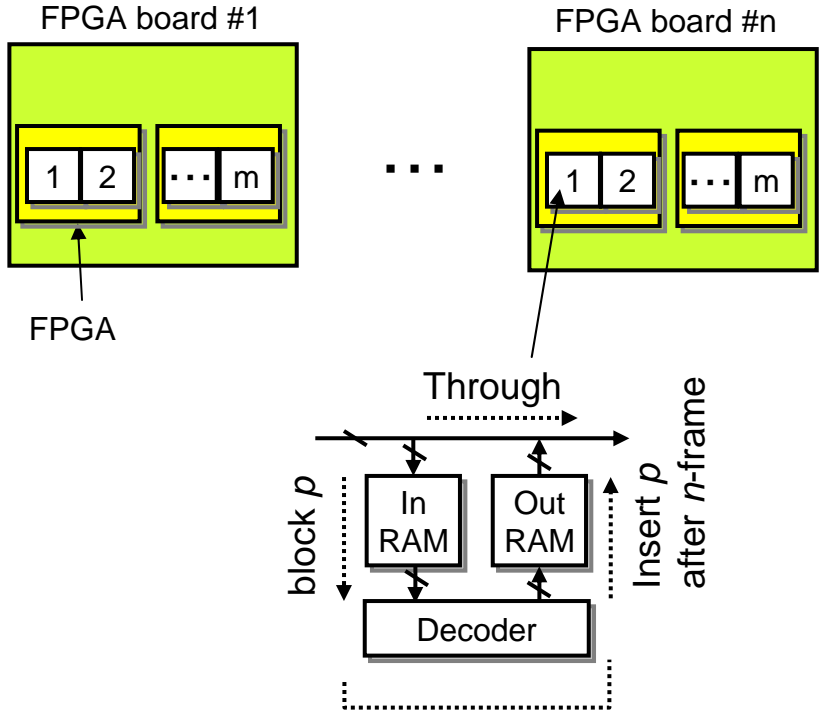 FPGA board #1
FPGA board #n
1 2 ... m
...
1 2 ... m
FPGA
Through
block p
In
RAM
Out
RAM
Insert p
after n-frame
Decoder